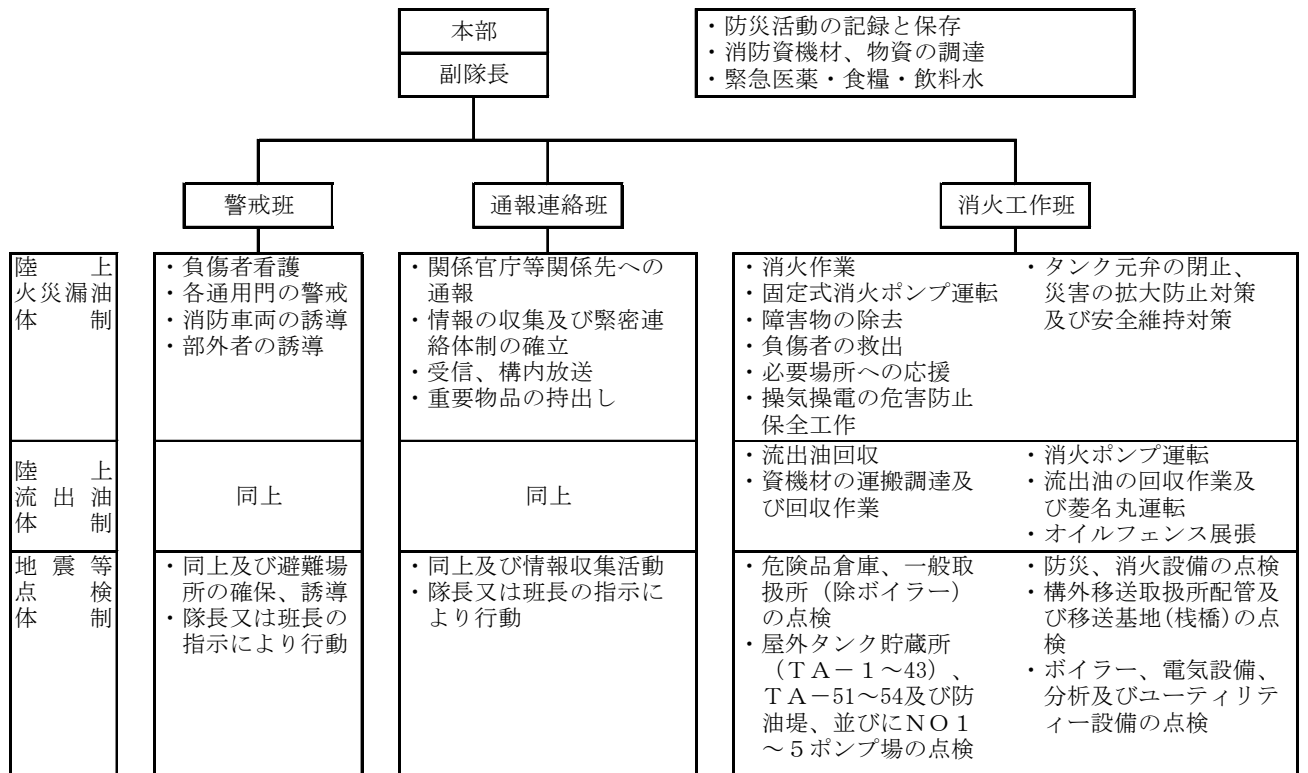 本部
副隊長
・防災活動の記録と保存
・消防資機材、物資の調達
・緊急医薬・食糧・飲料水
警戒班
通報連絡班
消火工作班
陸上
火災漏油
体制
・負傷者看護
・各通用門の警戒
・消防車両の誘導
・部外者の誘導
・関係官庁等関係先への
通報
・情報の収集及び緊密連
絡体制の確立
・受信、構内放送
・重要物品の持出し
・消火作業
・固定式消火ポンプ運転
・障害物の除去
・負傷者の救出
・必要場所への応援
・操気操電の危害防止
保全工作
・タンク元弁の閉止、
災害の拡大防止対策
及び安全維持対策
陸上
流出油
体制
同上
同上
・流出油回収
・資機材の運搬調達及
び回収作業
・消火ポンプ運転
・流出油の回収作業及
び菱名丸運転
・オイルフェンス展張
地震等
点検
体制
・同上及び避難場
所の確保、誘導
・隊長又は班長の
指示により行動
・同上及び情報収集活動
・隊長又は班長の指示に
より行動
・危険品倉庫、一般取
扱所（除ボイラー）
の点検
・屋外タンク貯蔵所
（ＴＡ－１～43）、
ＴＡ－51～54及び防
油堤、並びにＮＯ１
～５ポンプ場の点検
・防災、消火設備の点検
・構外移送取扱所配管及
び移送基地(桟橋)の点
検
・ボイラー、電気設備、
分析及びユーティリテ
ィー設備の点検